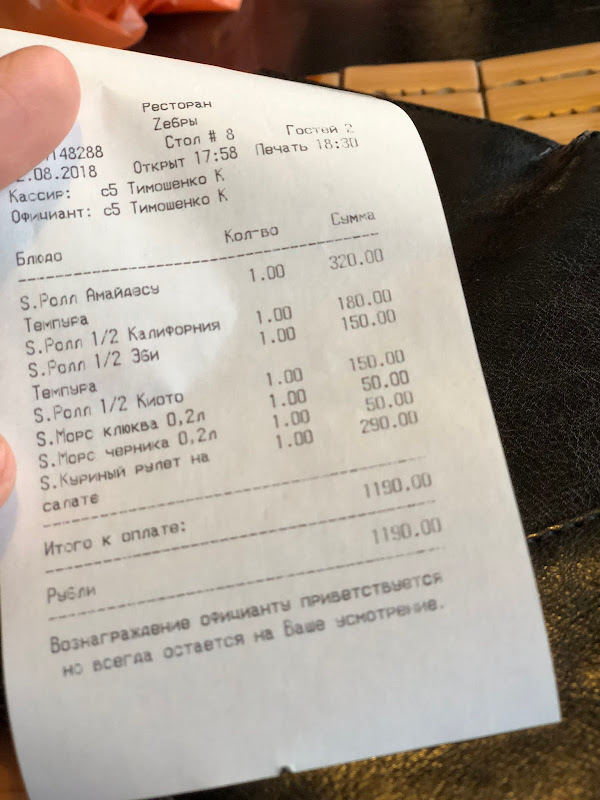 Ресторан
Zебры
Стол # 8 Гостей 2
148288 Открыт 17:58 Печать 18:30
.08.2018
Кассир: с5 Тимошенко К
Официант: с5 Тимошенко К
Блюдо Кол-во Сумма
S.Ролл Амайдэсу 1.00 320.00
Темпура
S.Ролл 1/2 Калифорния 1.00 180.00
S.Ролл 1/2 Эби 1.00 150.00
Темпура
S.Ролл 1/2 Киото 1.00 150.00
S.Морс клюква 0,2л 1.00 50.00
S.Морс черника 0,2л 1.00 50.00
S.Куриный рулет на 1.00 290.00
салате
1190.00
Итого к оплате:
1190.00
Рубли
Вознаграждение официанту приветствуется
но всегда остается на Ваше усмотрение.